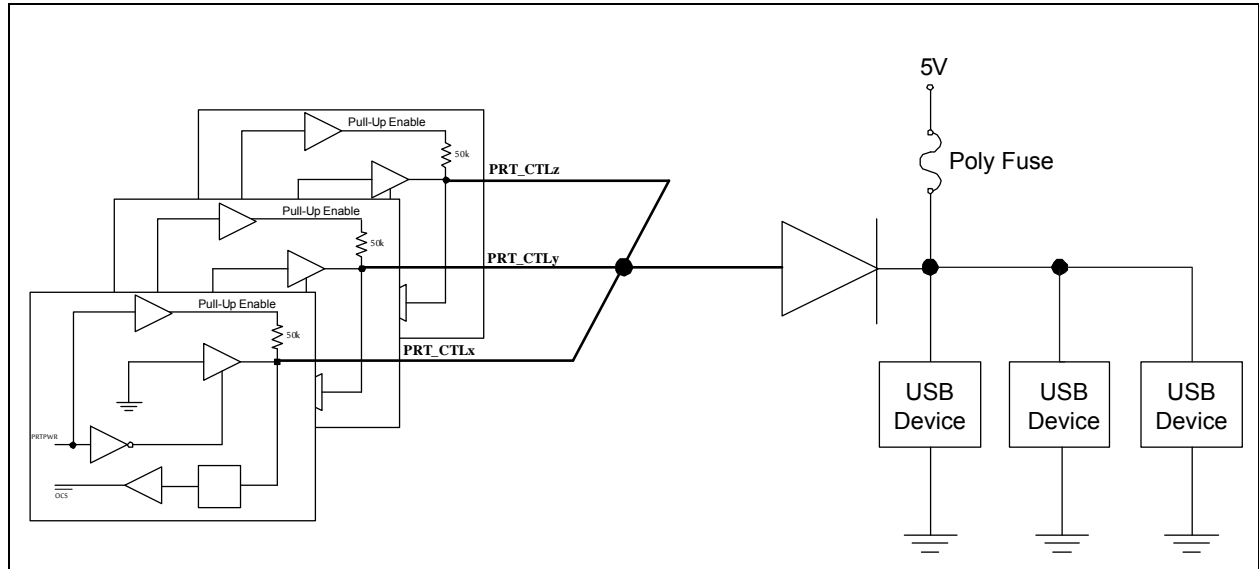 5V
Poly Fuse
Pull-Up Enable
50k
PRT_CTLz
Pull-Up Enable
50k
PRT_CTLy
Pull-Up Enable
50k
PRT_CTLx
PRTPWR
OCS
USB
Device
USB
Device
USB
Device